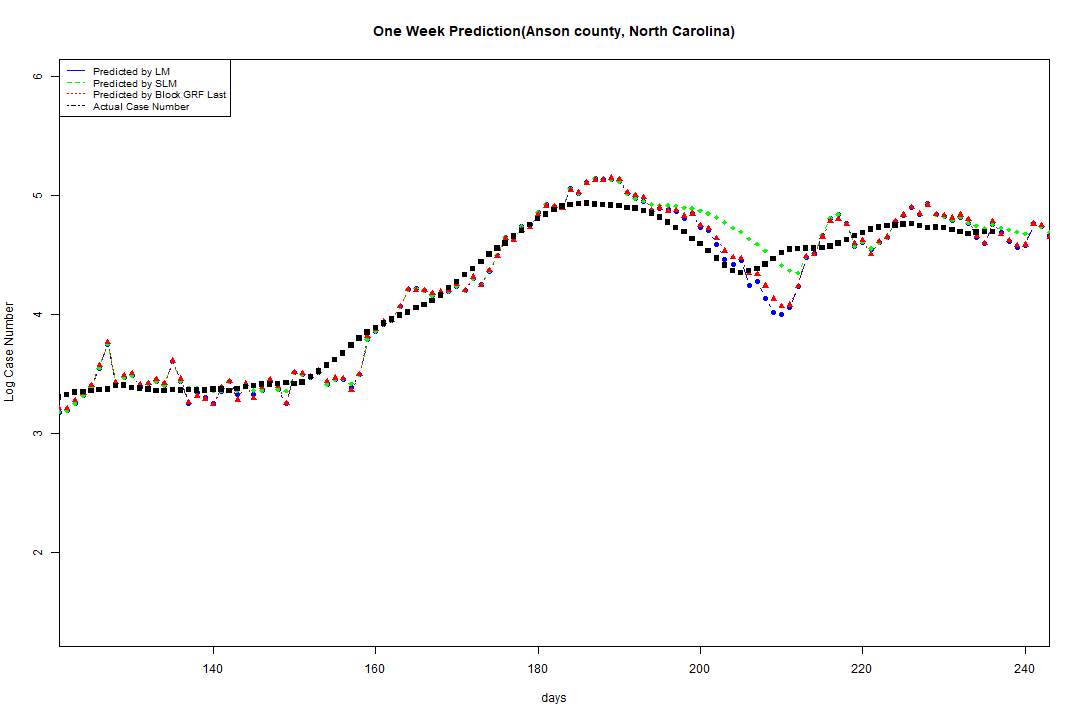 One Week Prediction(Anson county, North Carolina)
Predicted by LM
Predicted by SLM
Predicted by Block GRF Last
Actual Case Number
Log Case Number
6
5
4
3
2
140 160 180 200 220 240
days